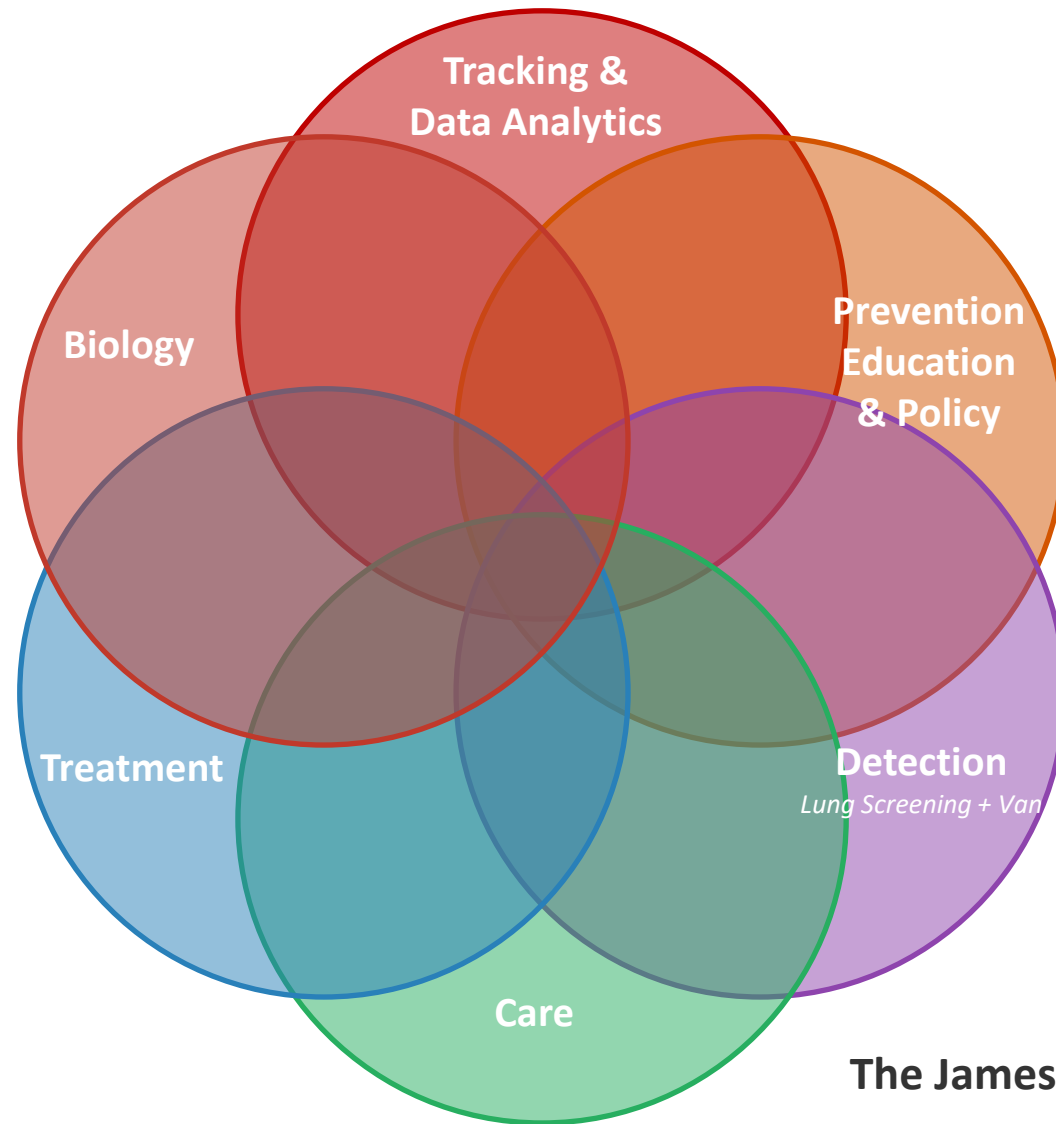 Tracking &
Data Analytics
Biology
Prevention
Education
& Policy
Treatment
Detection
Lung Screening + Van
Care
The James